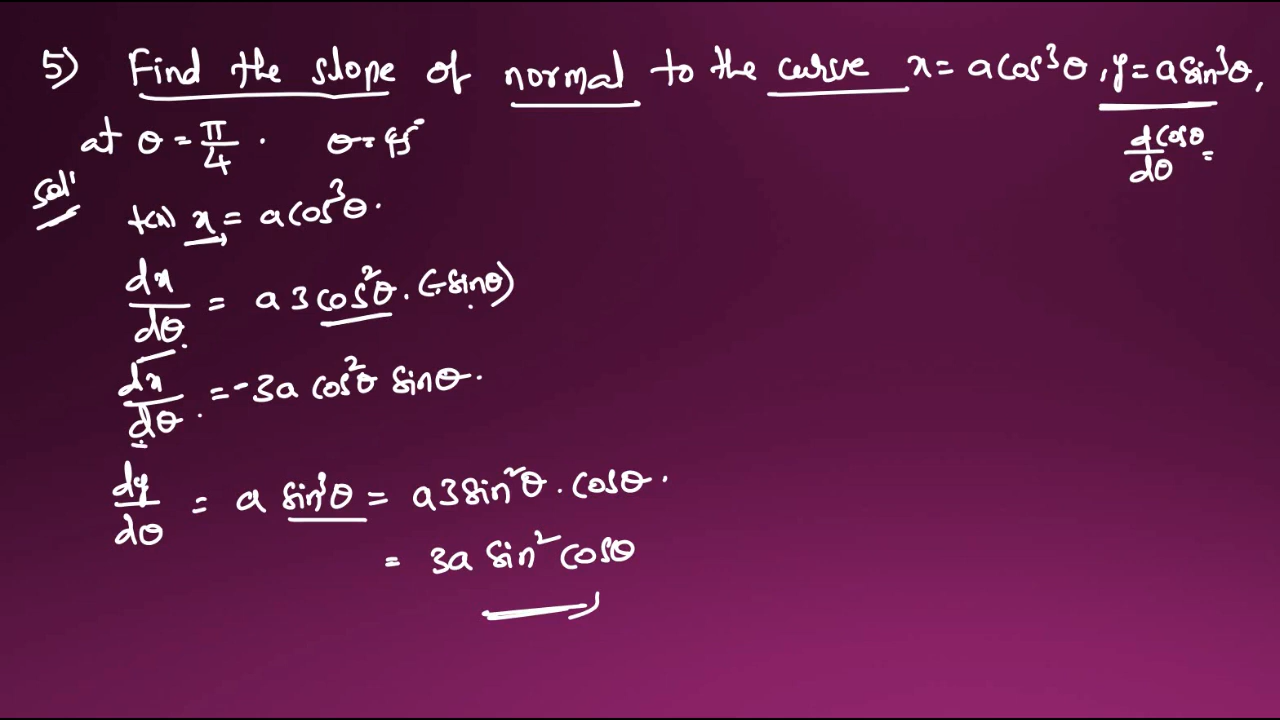 5) Find the slope of normal to the curve x = a cos³θ, y = a sin³θ,
at θ = π/4 . θ = 45°
d cosθ / dθ =
Sol
f(x) x = a cos³θ.
dx/dθ = a 3 cos²θ . (-sinθ)
dx/dθ . = -3a cos²θ sinθ.
dy/dθ = a sin³θ = a 3 sin²θ . cosθ.
= 3a sin² cosθ